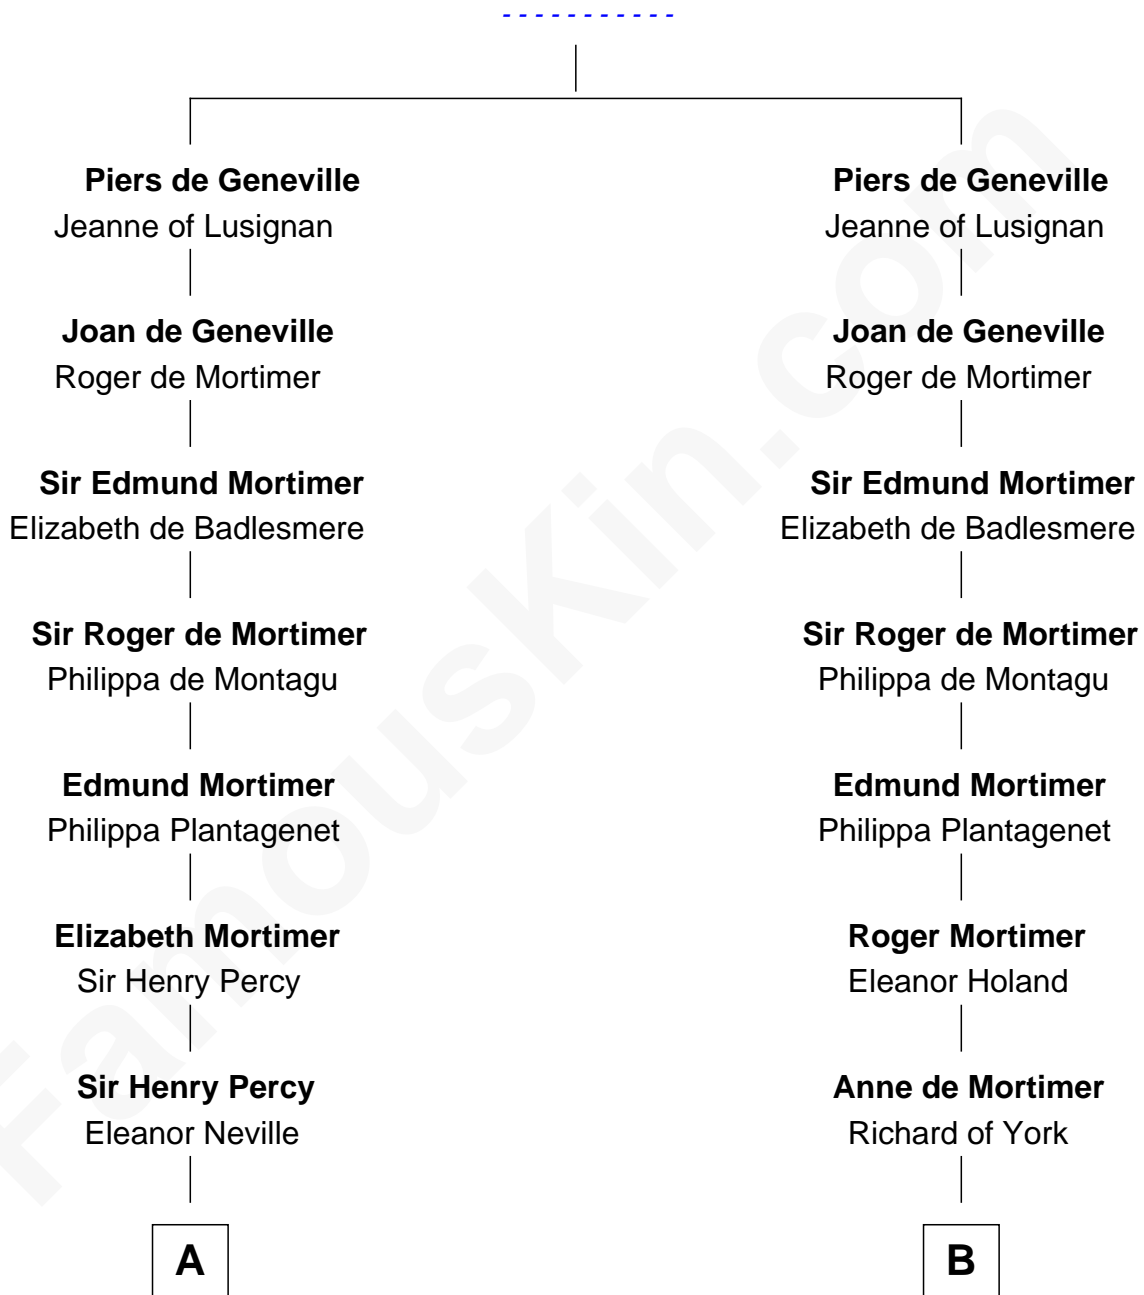 - - - - - - - - - - -
Piers de Geneville
Jeanne of Lusignan
Joan de Geneville
Roger de Mortimer
Sir Edmund Mortimer
Elizabeth de Badlesmere
Sir Roger de Mortimer
Philippa de Montagu
Edmund Mortimer
Philippa Plantagenet
Elizabeth Mortimer
Sir Henry Percy
Sir Henry Percy
Eleanor Neville
A
Piers de Geneville
Jeanne of Lusignan
Joan de Geneville
Roger de Mortimer
Sir Edmund Mortimer
Elizabeth de Badlesmere
Sir Roger de Mortimer
Philippa de Montagu
Edmund Mortimer
Philippa Plantagenet
Roger Mortimer
Eleanor Holand
Anne de Mortimer
Richard of York
B
FamousKin.com